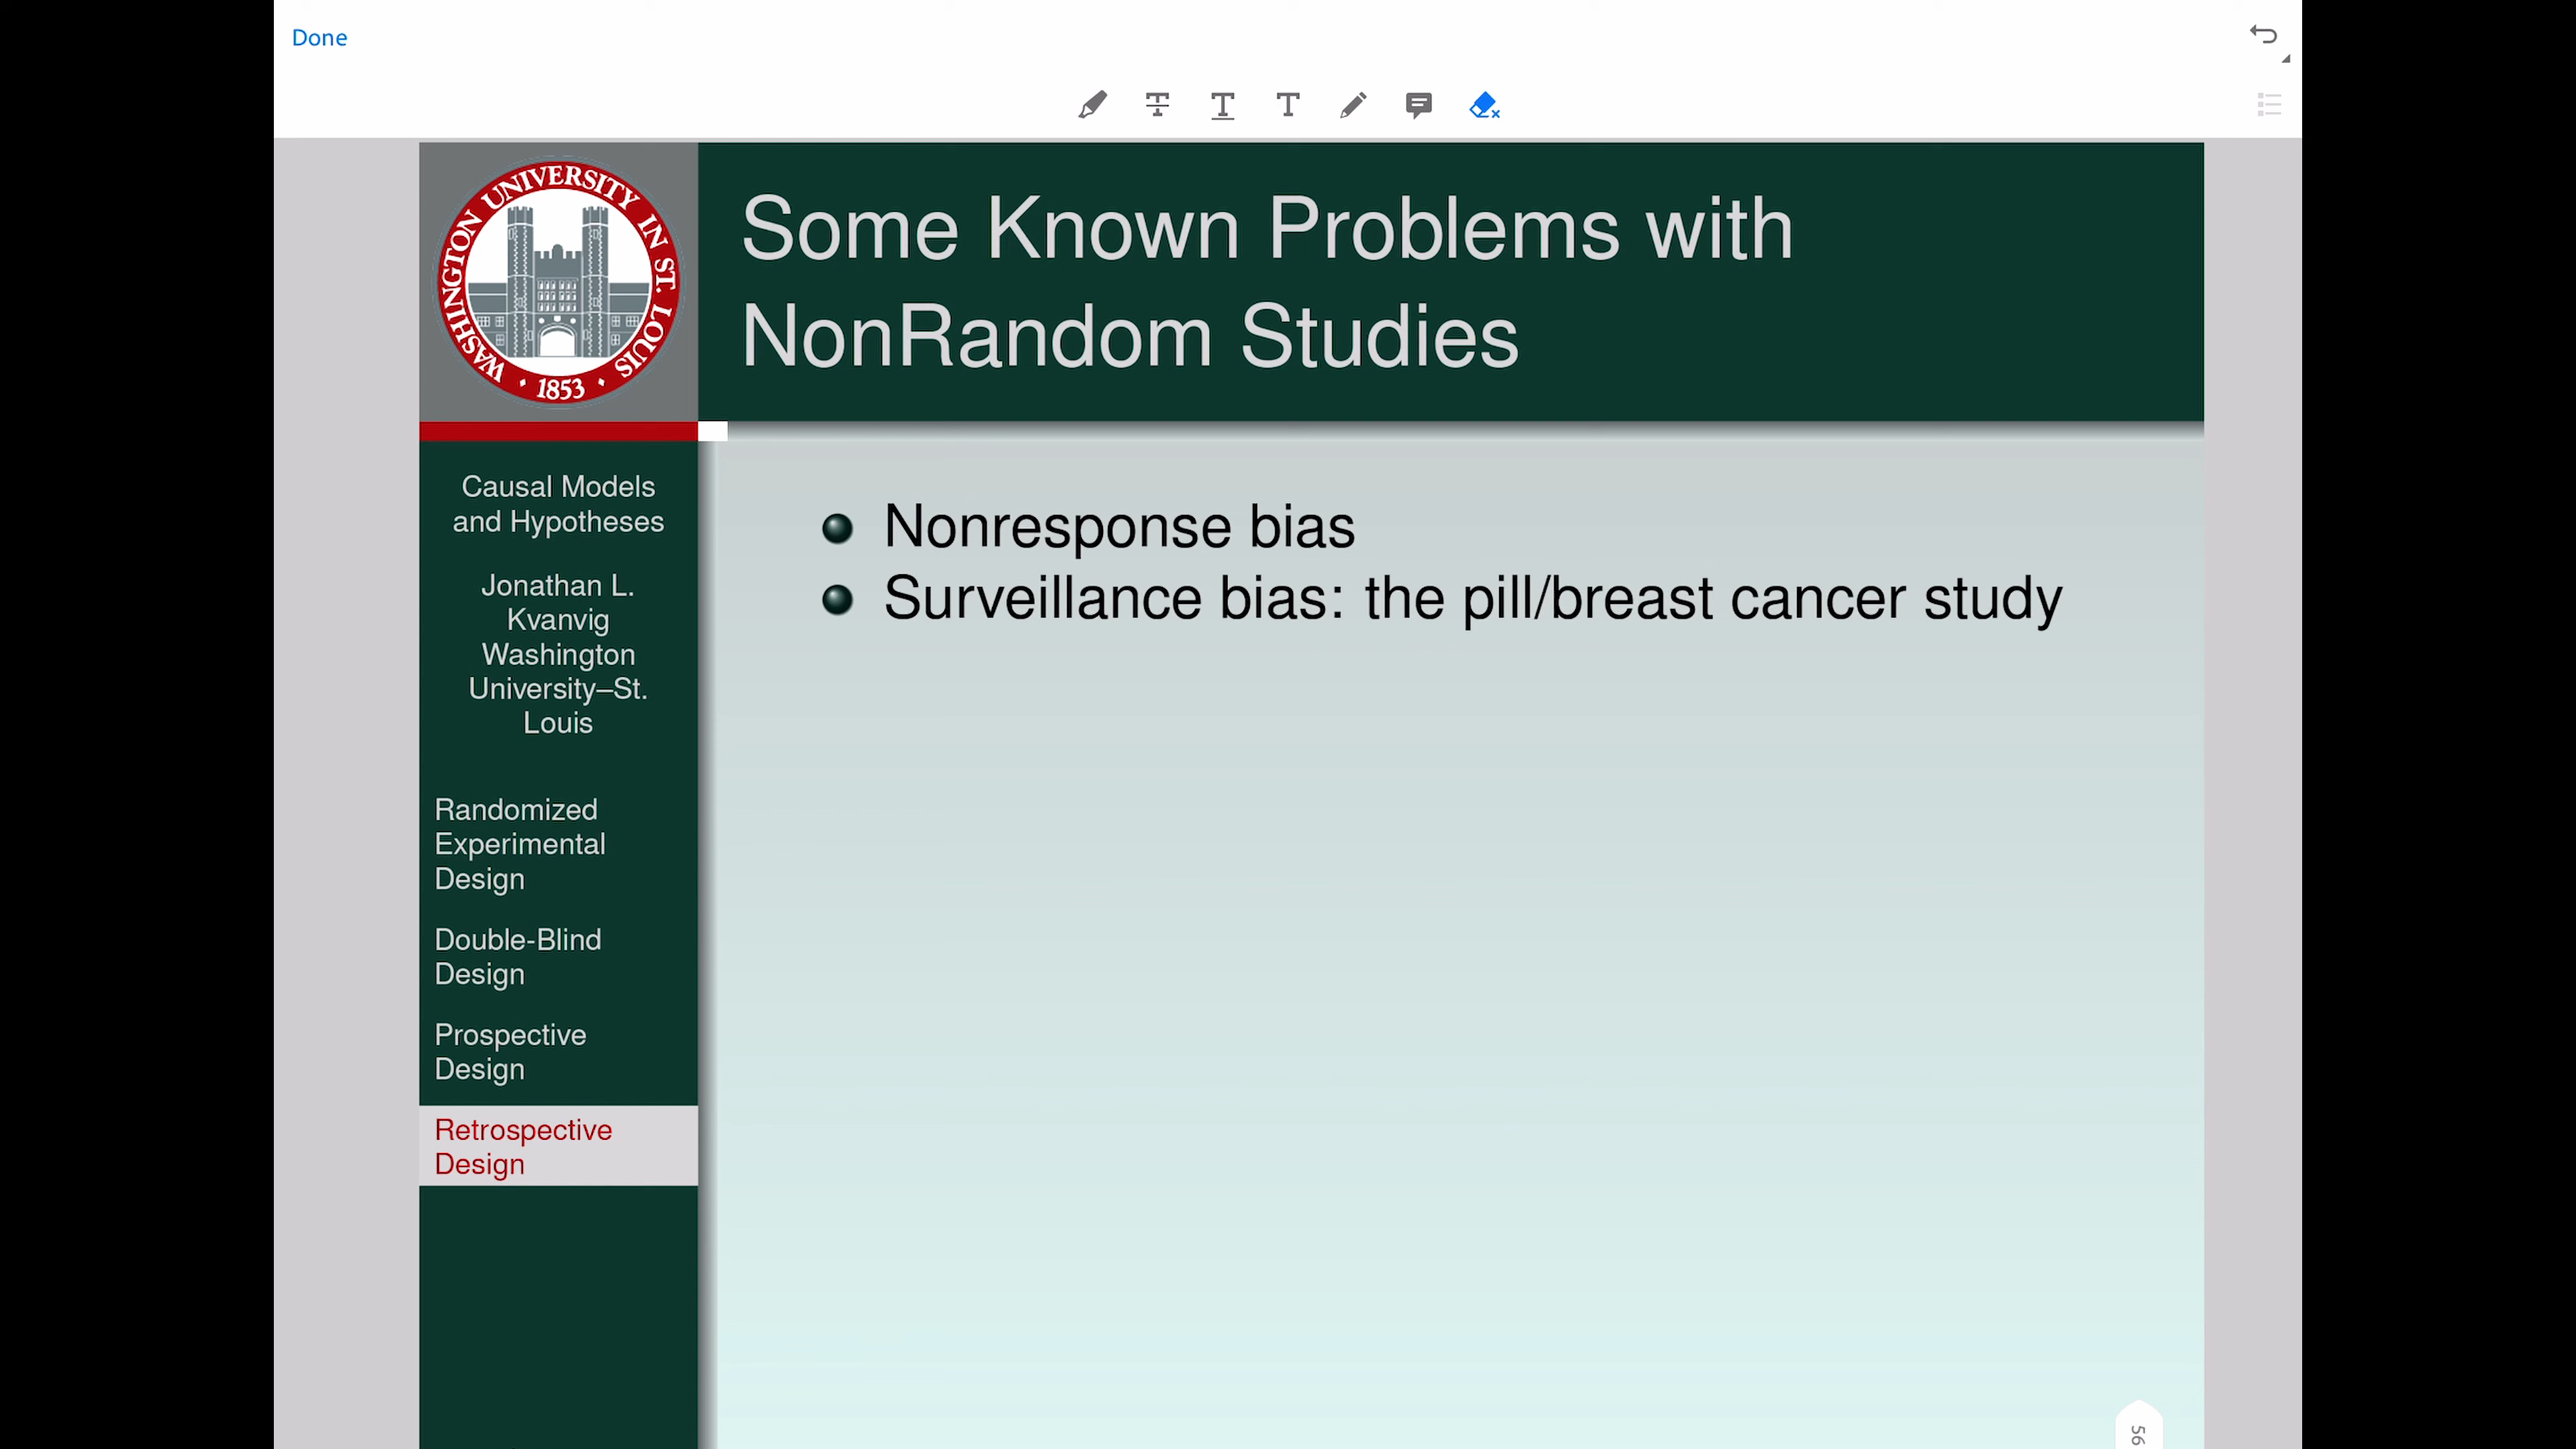 Done
T T T
WASHINGTON UNIVERSITY IN ST. LOUIS
1853
Some Known Problems with
NonRandom Studies
Causal Models
and Hypotheses
Jonathan L.
Kvanvig
Washington
University–St.
Louis
Randomized
Experimental
Design
Double-Blind
Design
Prospective
Design
Retrospective
Design
Nonresponse bias
Surveillance bias: the pill/breast cancer study
56